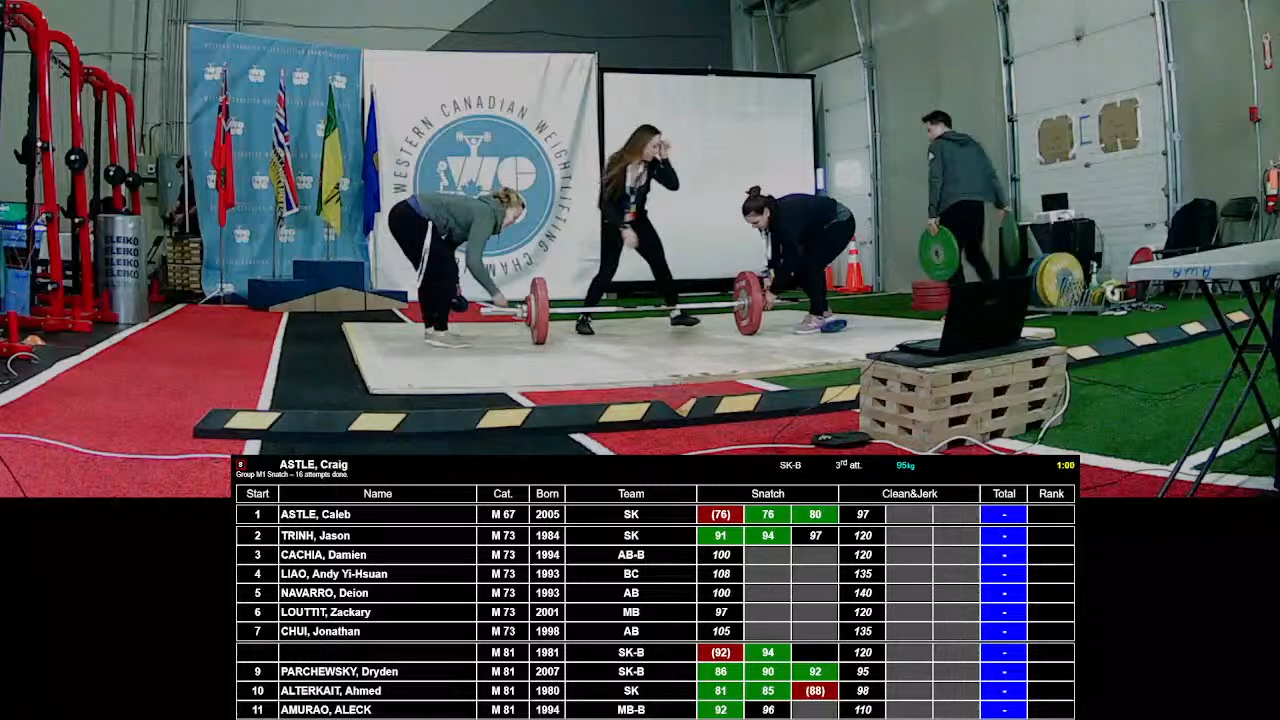 WESTERN CANADIAN WEIGHTLIFTING CHAMP
WC
ELEIKO
ELEIKO
ELEIKO
ELEIKO
8 ASTLE, Craig SK-B 3rd att. 95kg 1:00
Group M1 Snatch – 16 attempts done.
Start Name Cat. Born Team Snatch Clean&Jerk Total Rank
1 ASTLE, Caleb M 67 2005 SK (76) 76 80 97 -
2 TRINH, Jason M 73 1984 SK 91 94 97 120 -
3 CACHIA, Damien M 73 1994 AB-B 100 120 -
4 LIAO, Andy Yi-Hsuan M 73 1993 BC 108 135 -
5 NAVARRO, Deion M 73 1993 AB 100 140 -
6 LOUTTIT, Zackary M 73 2001 MB 97 120 -
7 CHUI, Jonathan M 73 1998 AB 105 135 -
M 81 1981 SK-B (92) 94 120 -
9 PARCHEWSKY, Dryden M 81 2007 SK-B 86 90 92 95 -
10 ALTERKAIT, Ahmed M 81 1980 SK 81 85 (88) 98 -
11 AMURAO, ALECK M 81 1994 MB-B 92 96 110 -